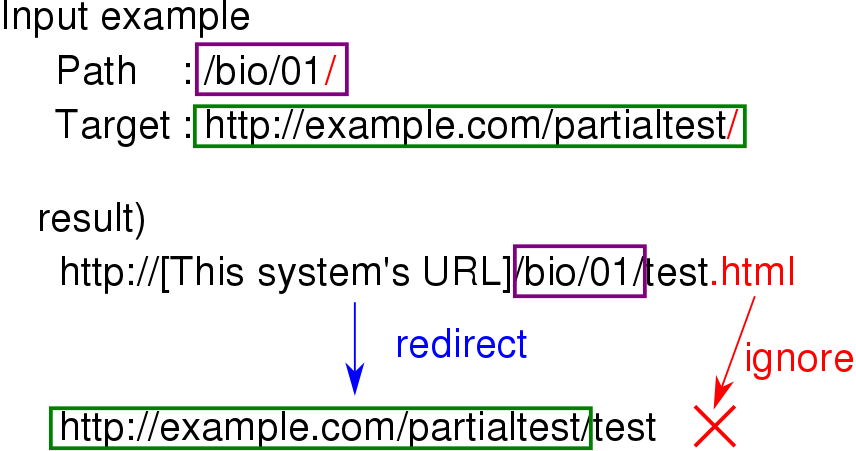 Input example
Path : /bio/01/
Target : http://example.com/partialtest/
result)
http://[This system's URL]/bio/01/test.html
redirect
ignore
http://example.com/partialtest/test